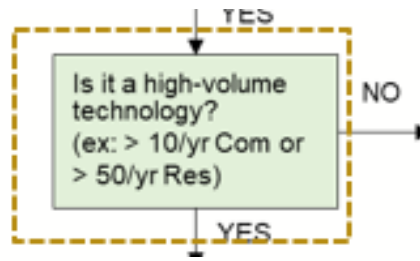 YES
Is it a high-volume
technology?
(ex: > 10/yr Com or
> 50/yr Res)
NO
YES